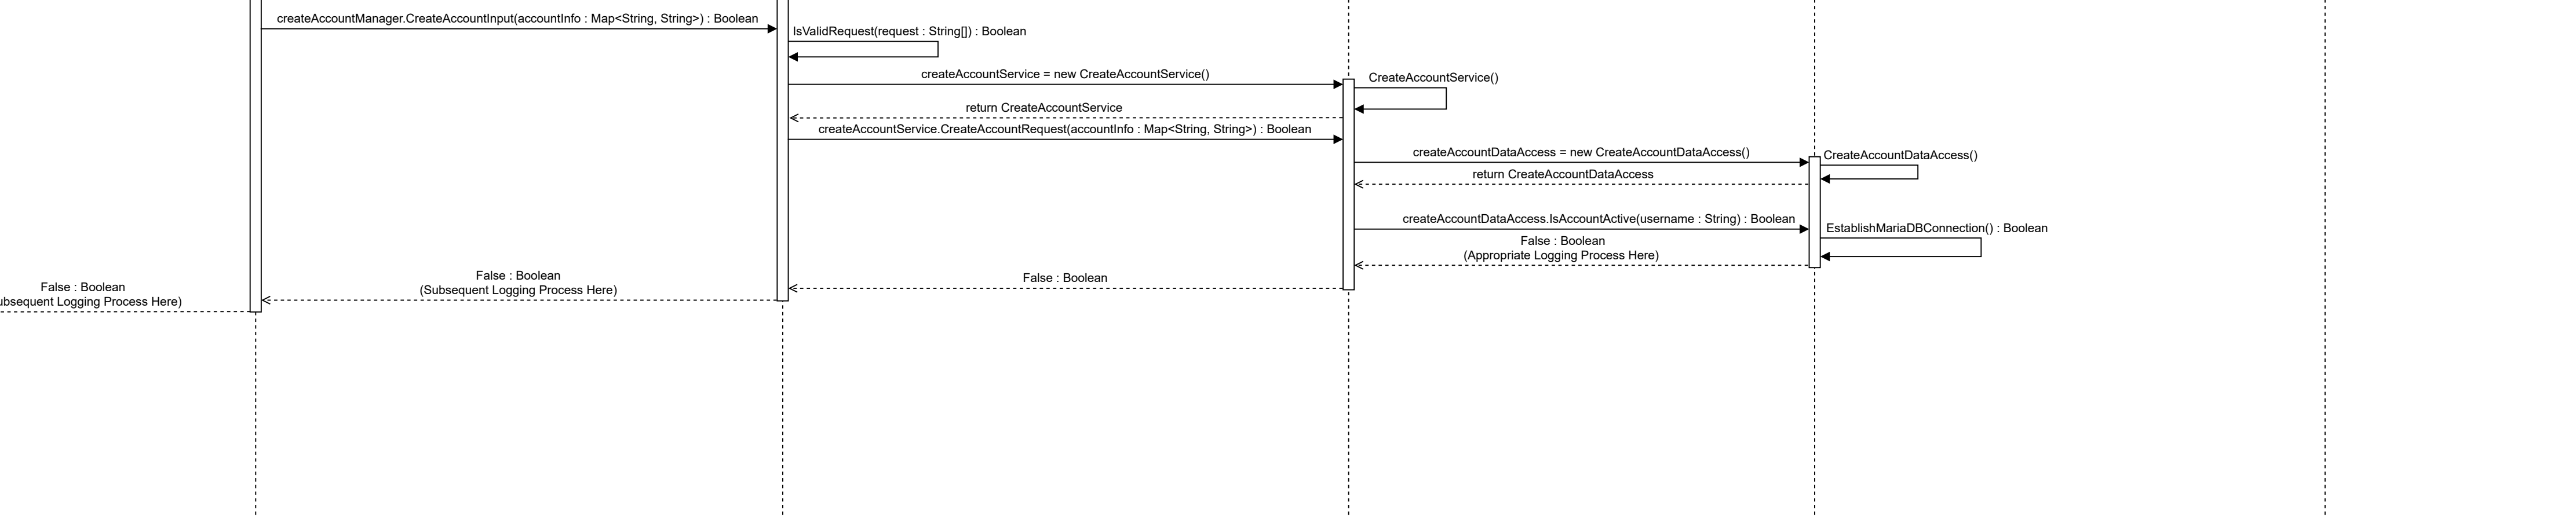 createAccountManager.CreateAccountInput(accountInfo : Map<String, String>) : Boolean
IsValidRequest(request : String[]) : Boolean
createAccountService = new CreateAccountService()
CreateAccountService()
return CreateAccountService
createAccountService.CreateAccountRequest(accountInfo : Map<String, String>) : Boolean
createAccountDataAccess = new CreateAccountDataAccess()
CreateAccountDataAccess()
return CreateAccountDataAccess
createAccountDataAccess.IsAccountActive(username : String) : Boolean
EstablishMariaDBConnection() : Boolean
False : Boolean
(Appropriate Logging Process Here)
False : Boolean
False : Boolean
(Subsequent Logging Process Here)
False : Boolean
Logging Process Here)